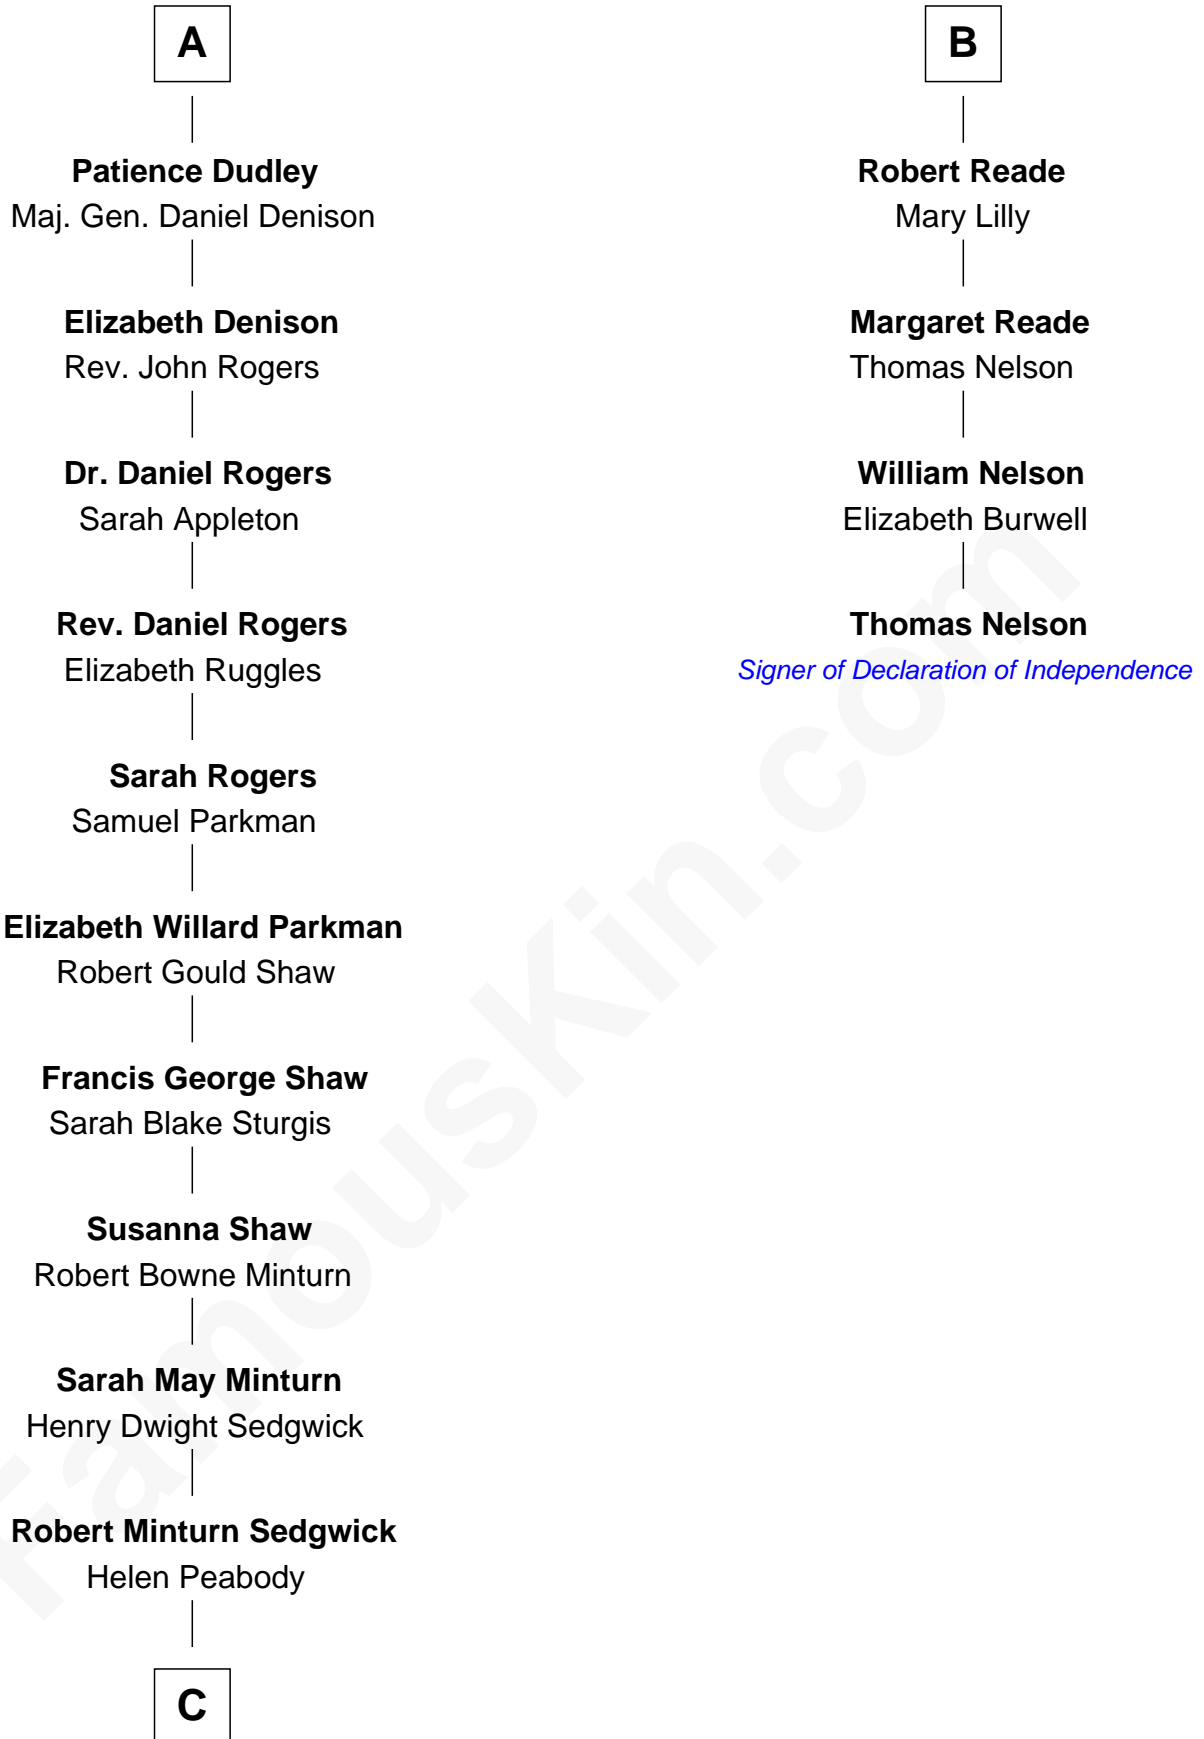 A
Patience Dudley
Maj. Gen. Daniel Denison
Elizabeth Denison
Rev. John Rogers
Dr. Daniel Rogers
Sarah Appleton
Rev. Daniel Rogers
Elizabeth Ruggles
Sarah Rogers
Samuel Parkman
Elizabeth Willard Parkman
Robert Gould Shaw
Francis George Shaw
Sarah Blake Sturgis
Susanna Shaw
Robert Bowne Minturn
Sarah May Minturn
Henry Dwight Sedgwick
Robert Minturn Sedgwick
Helen Peabody
C
B
Robert Reade
Mary Lilly
Margaret Reade
Thomas Nelson
William Nelson
Elizabeth Burwell
Thomas Nelson
Signer of Declaration of Independence
FamousKin.com